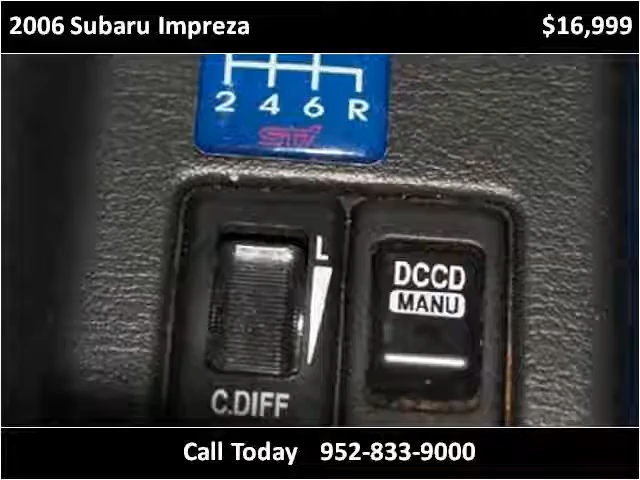 2006 Subaru Impreza $16,999
2 4 6 R
STi
L
DCCD
MANU
C.DIFF
Call Today 952-833-9000